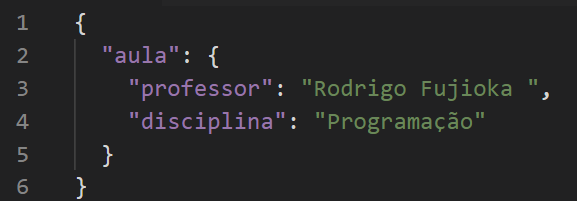 1 {
2 "aula": {
3 "professor": "Rodrigo Fujioka ",
4 "disciplina": "Programação"
5 }
6 }